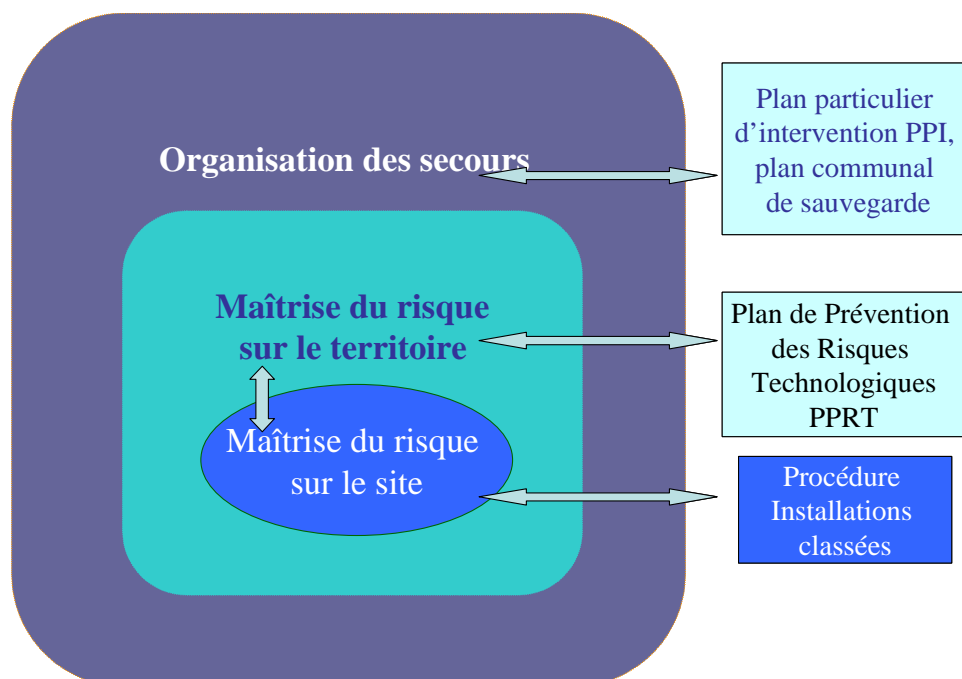 Organisation des secours
Plan particulier
d’intervention PPI,
plan communal
de sauvegarde
Maîtrise du risque
sur le territoire
Plan de Prévention
des Risques
Technologiques
PPRT
Maîtrise du risque
sur le site
Procédure
Installations
classées